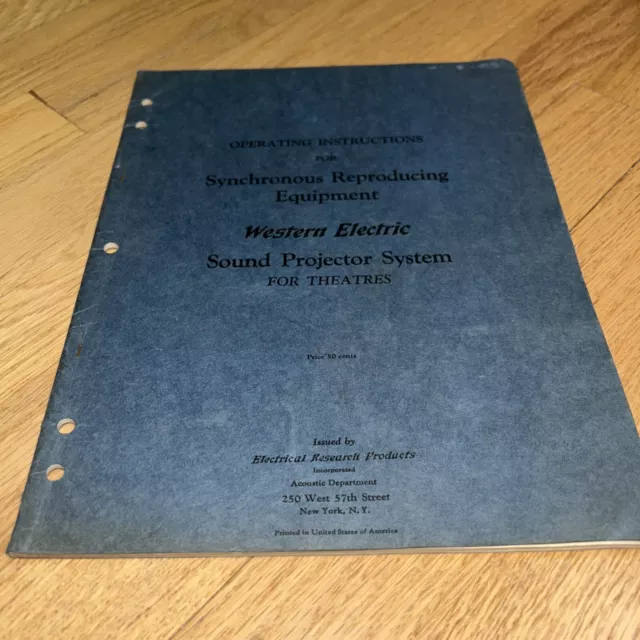 OPERATING INSTRUCTIONS
FOR
Synchronous Reproducing
Equipment
Western Electric
Sound Projector System
FOR THEATRES
Price 50 cents
Issued by
Electrical Research Products
Incorporated
Acoustic Department
250 West 57th Street
New York, N. Y.
Printed in United States of America